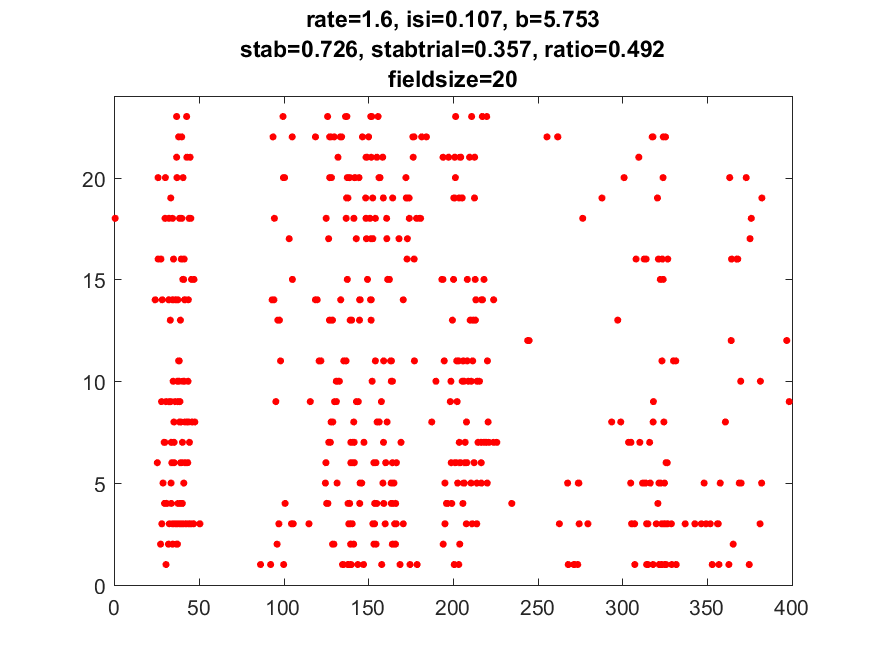 rate=1.6, isi=0.107, b=5.753
stab=0.726, stabtrial=0.357, ratio=0.492
fieldsize=20
20
15
10
5
0
0 50 100 150 200 250 300 350 400